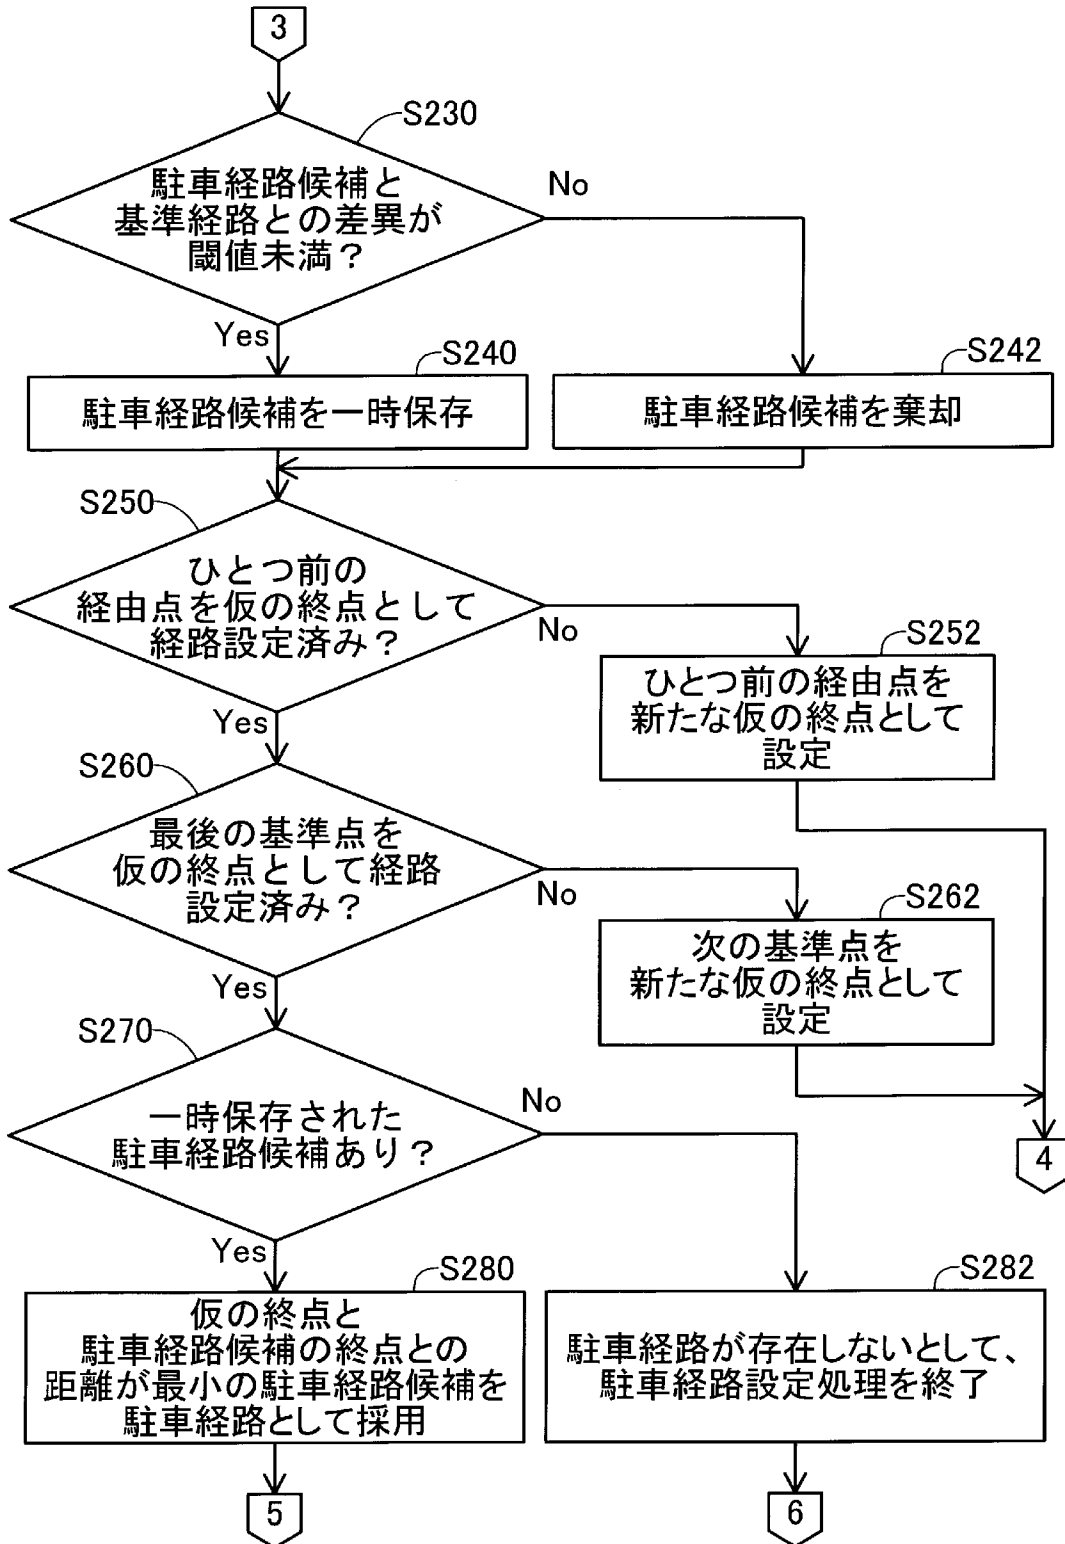 3
S230
駐車経路候補と
基準経路との差異が
閾値未満？
No
Yes
S240
駐車経路候補を一時保存
S242
駐車経路候補を棄却
S250
ひとつ前の
経由点を仮の終点として
経路設定済み？
No
Yes
S252
ひとつ前の経由点を
新たな仮の終点として
設定
S260
最後の基準点を
仮の終点として経路
設定済み？
No
Yes
S262
次の基準点を
新たな仮の終点として
設定
S270
一時保存された
駐車経路候補あり？
No
Yes
4
S280
仮の終点と
駐車経路候補の終点との
距離が最小の駐車経路候補を
駐車経路として採用
S282
駐車経路が存在しないとして、
駐車経路設定処理を終了
5
6